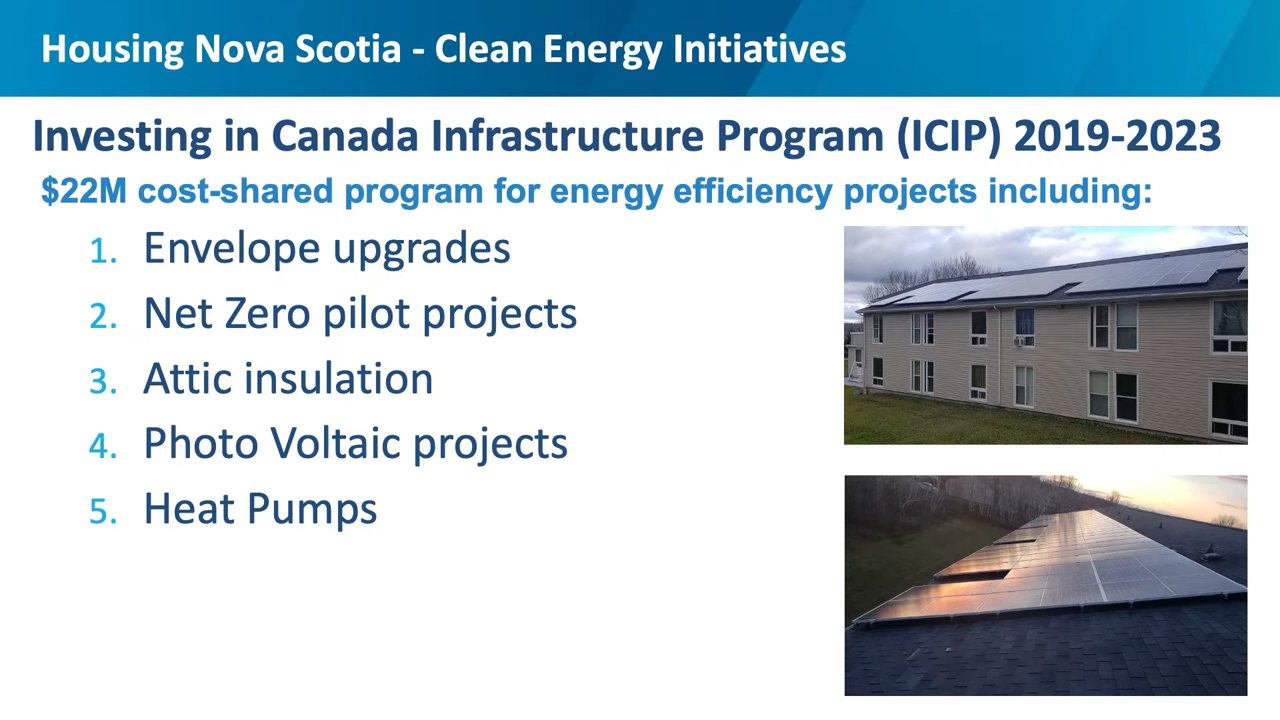 Housing Nova Scotia - Clean Energy Initiatives
Investing in Canada Infrastructure Program (ICIP) 2019-2023
$22M cost-shared program for energy efficiency projects including:
1. Envelope upgrades
2. Net Zero pilot projects
3. Attic insulation
4. Photo Voltaic projects
5. Heat Pumps